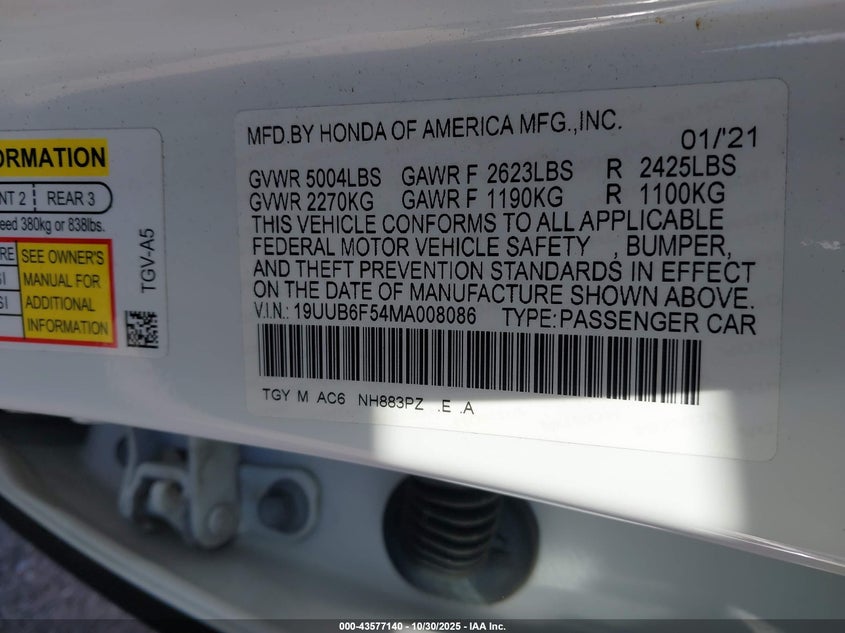 ORMATION
NT 2 REAR 3
eed 380kg or 838lbs.
RE SEE OWNER'S
SI MANUAL FOR
SI ADDITIONAL
INFORMATION
TGV-A5
MFD.BY HONDA OF AMERICA MFG.,INC. 01/'21
GVWR 5004LBS GAWR F 2623LBS R 2425LBS
GVWR 2270KG GAWR F 1190KG R 1100KG
THIS VEHICLE CONFORMS TO ALL APPLICABLE
FEDERAL MOTOR VEHICLE SAFETY , BUMPER,
AND THEFT PREVENTION STANDARDS IN EFFECT
ON THE DATE OF MANUFACTURE SHOWN ABOVE.
V.I.N.: 19UUB6F54MA008086 TYPE:PASSENGER CAR
TGY M AC6 NH883PZ .E .A
000-43577140 - 10/30/2025 - IAA Inc.